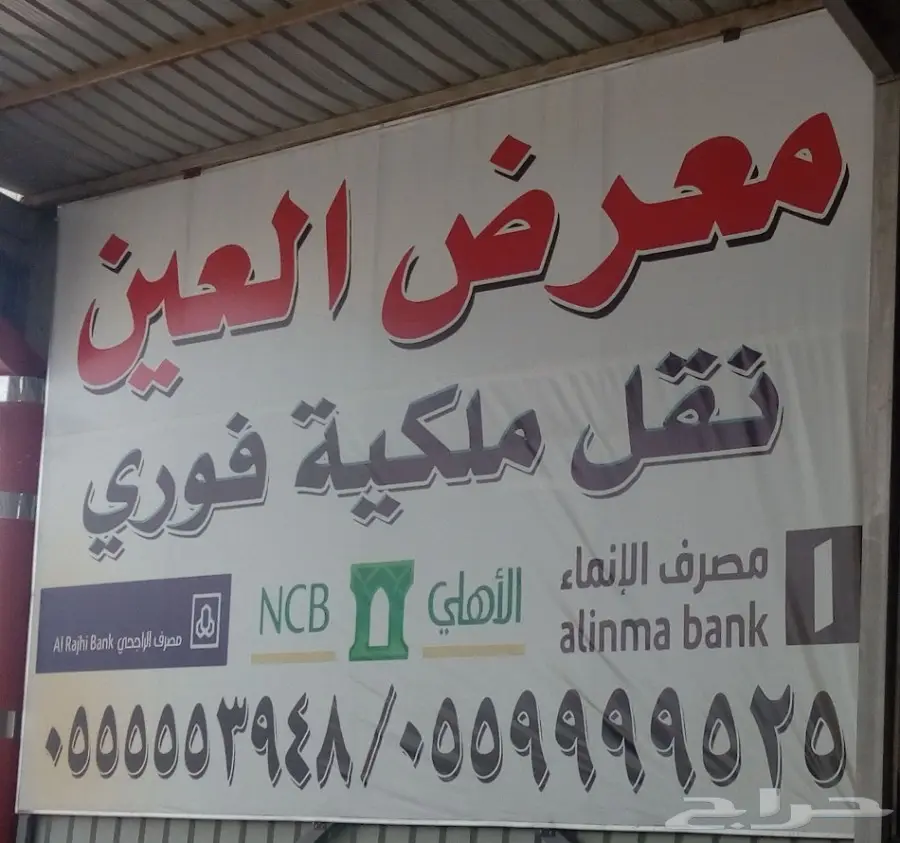 معرض العين
نقل ملكية فوري
مصرف الإنماء
alinma bank
الأهلي NCB
مصرف الراجحي Al Rajhi Bank
٠٥٥٥٥٥٣٩٤٨/٠٥٥٩٩٩٩٥٢٥
حراج